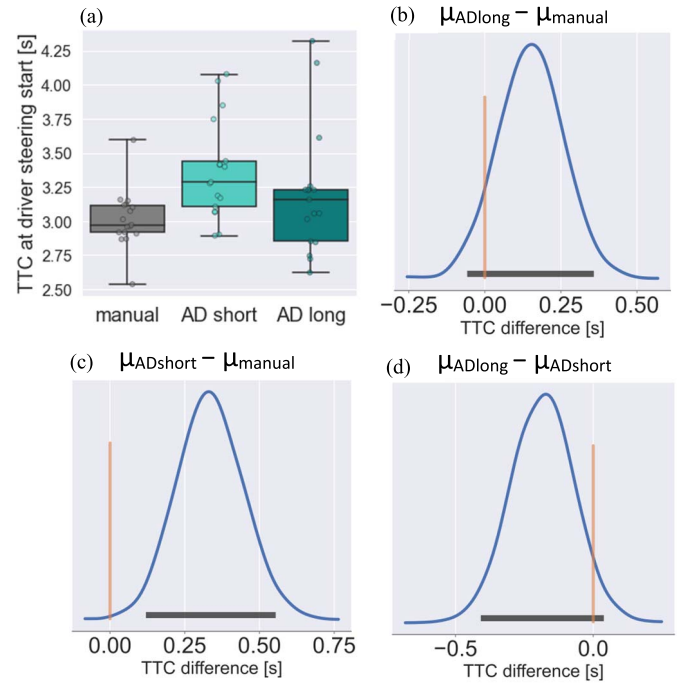 (a)
TTC at driver steering start [s]
4.25
4.00
3.75
3.50
3.25
3.00
2.75
2.50
manual AD short AD long
(b) μADlong – μmanual
−0.25 0.00 0.25 0.50
TTC difference [s]
(c) μADshort – μmanual
0.00 0.25 0.50 0.75
TTC difference [s]
(d) μADlong – μADshort
−0.5 0.0
TTC difference [s]